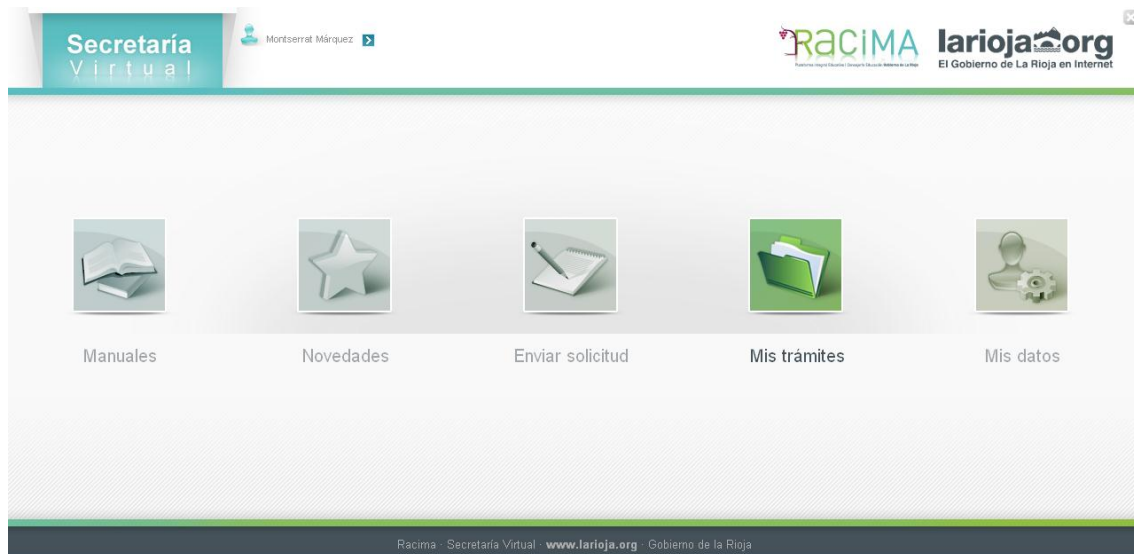 Secretaría
Virtual
Montserrat Márquez
RACIMA
larioja.org
El Gobierno de La Rioja en Internet
Manuales
Novedades
Enviar solicitud
Mis trámites
Mis datos
Racima · Secretaría Virtual · www.larioja.org · Gobierno de la Rioja